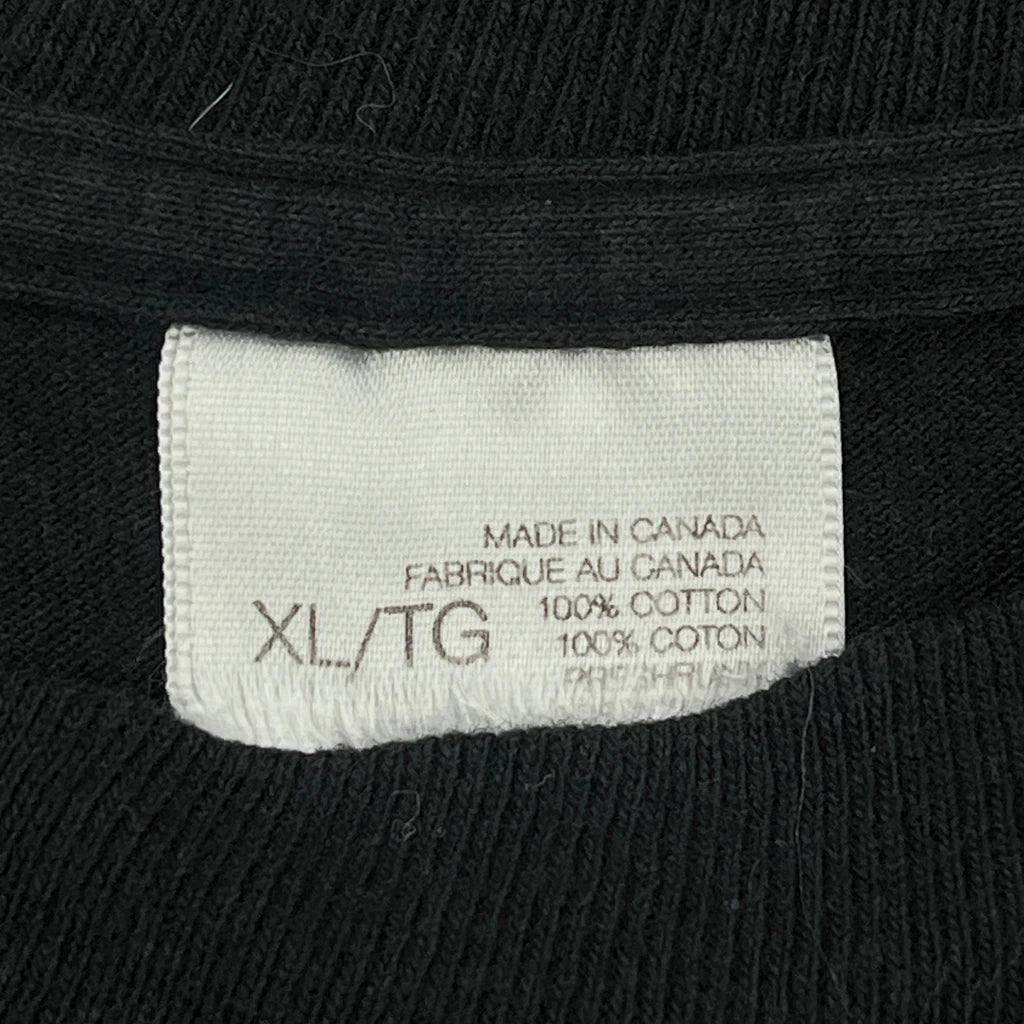 MADE IN CANADA
FABRIQUE AU CANADA
XL/TG
100% COTTON
100% COTON